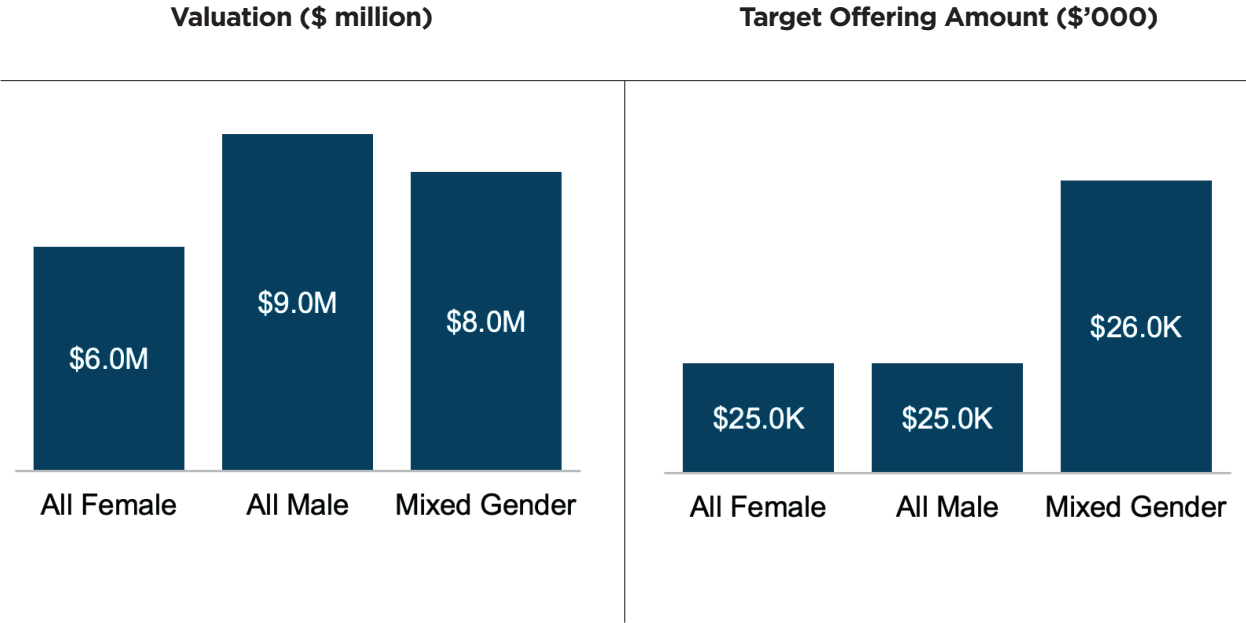 Valuation ($ million)
Target Offering Amount ($’000)
$6.0M
$9.0M
$8.0M
All Female
All Male
Mixed Gender
$25.0K
$25.0K
$26.0K
All Female
All Male
Mixed Gender